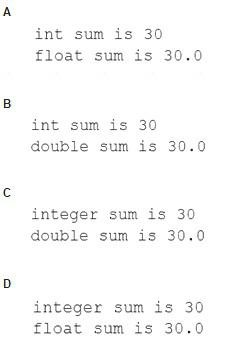 A
int sum is 30
float sum is 30.0
B
int sum is 30
double sum is 30.0
C
integer sum is 30
double sum is 30.0
D
integer sum is 30
float sum is 30.0